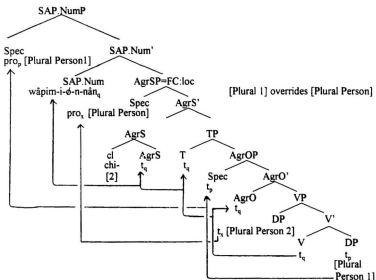 SAP.NumP
Spec SAP.Num'
pro_p [Plural Person1]
SAP.Num AgrSP=FC:loc
wâpim-i-ø-n-nân_q Spec AgrS' [Plural 1] overrides [Plural Person]
pro_x [Plural Person]
AgrS TP
cl AgrS T AgrOP
chi- t_q t_q Spec AgrO'
[2] t_p
AgrO VP
t_q DP V'
t_x [Plural Person 2] V DP
t_q t_p
[Plural
Person 1]